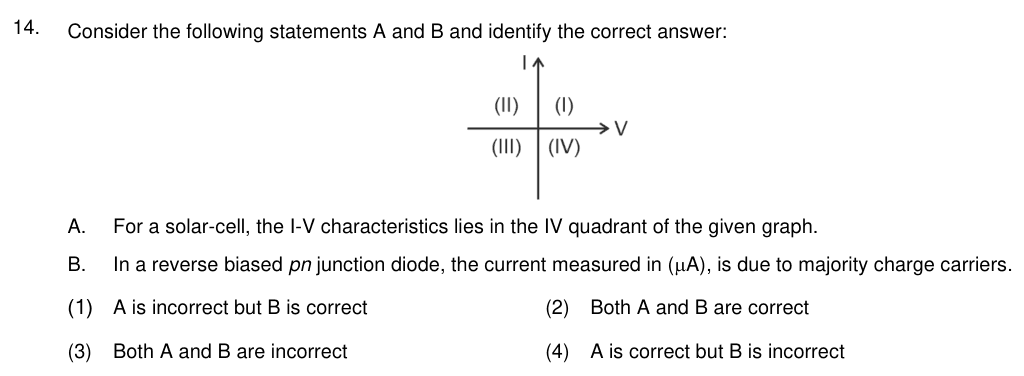 14. Consider the following statements A and B and identify the correct answer:
I
(II) (I)
V
(III) (IV)
A. For a solar-cell, the I-V characteristics lies in the IV quadrant of the given graph.
B. In a reverse biased pn junction diode, the current measured in (μA), is due to majority charge carriers.
(1) A is incorrect but B is correct (2) Both A and B are correct
(3) Both A and B are incorrect (4) A is correct but B is incorrect